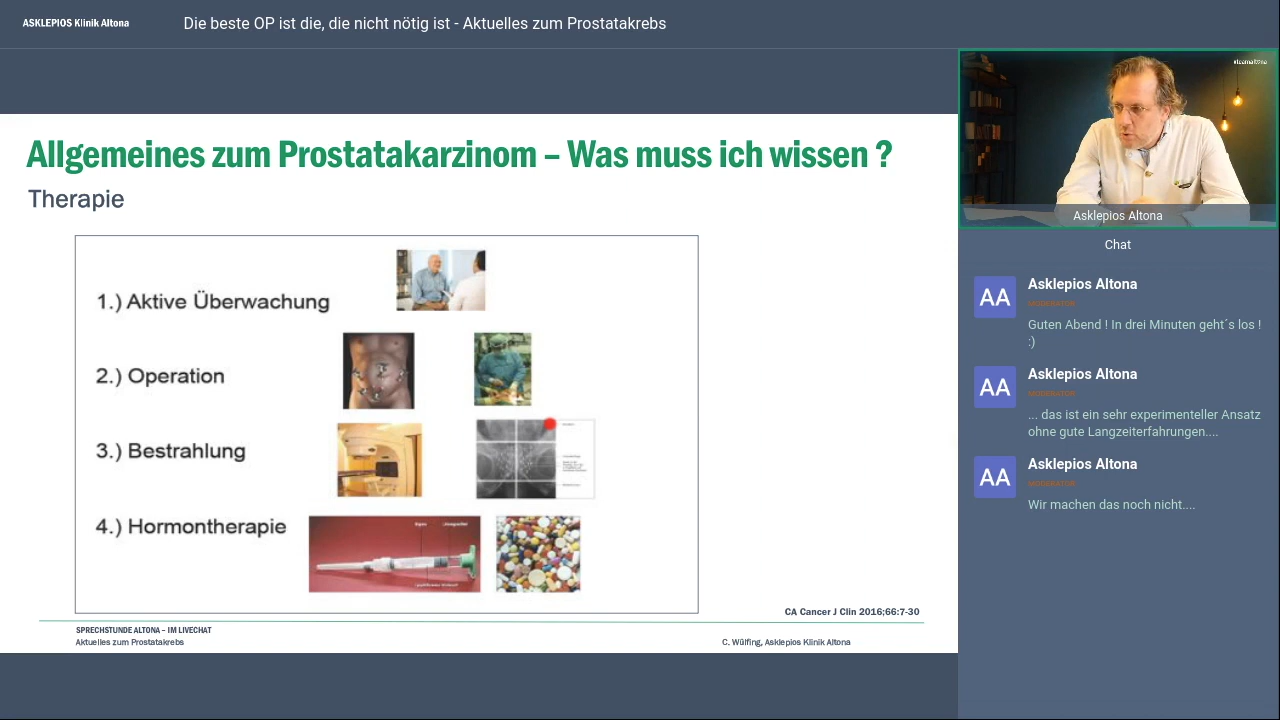 ASKLEPIOS Klinik Altona
Die beste OP ist die, die nicht nötig ist - Aktuelles zum Prostatakrebs
Allgemeines zum Prostatakarzinom – Was muss ich wissen ?
Therapie
1.) Aktive Überwachung
2.) Operation
3.) Bestrahlung
4.) Hormontherapie
CA Cancer J Clin 2016;66:7-30
SPRECHSTUNDE ALTONA – IM LIVECHAT
Aktuelles zum Prostatakrebs
C. Wülfing, Asklepios Klinik Altona
Asklepios Altona
Chat
AA
Asklepios Altona
MODERATOR
Guten Abend ! In drei Minuten geht´s los !
:)
AA
Asklepios Altona
MODERATOR
... das ist ein sehr experimenteller Ansatz
ohne gute Langzeiterfahrungen....
AA
Asklepios Altona
MODERATOR
Wir machen das noch nicht....